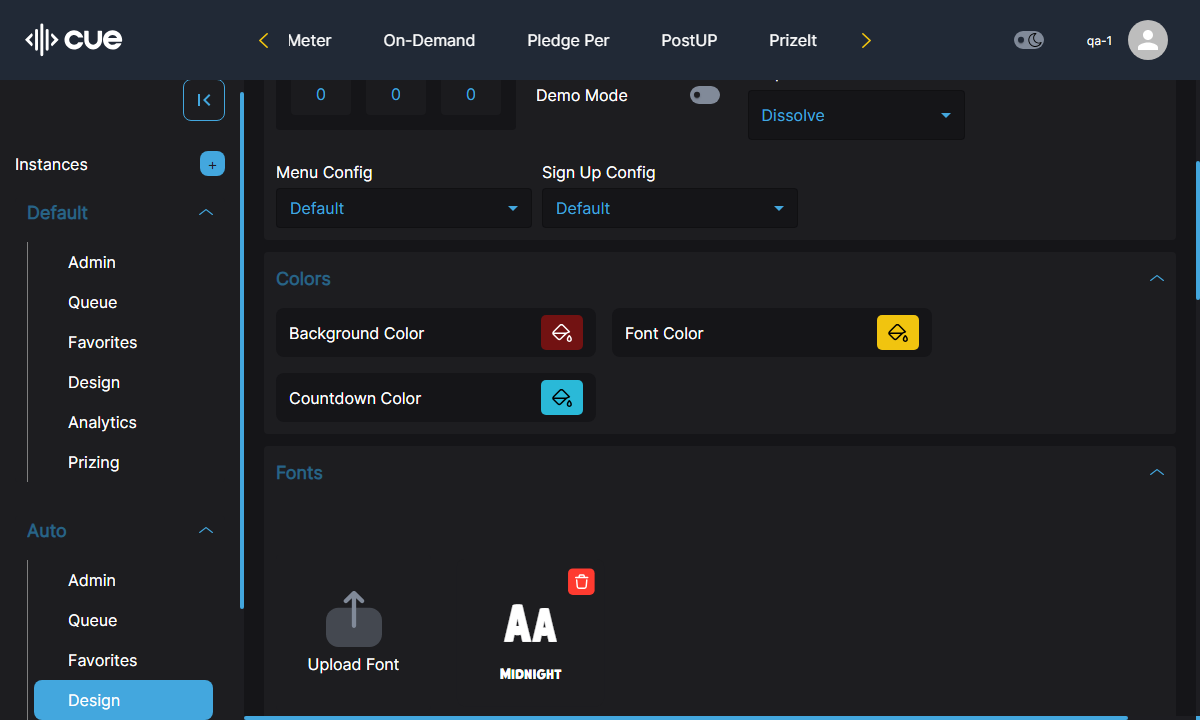 cue
Meter
On-Demand
Pledge Per
PostUP
PrizeIt
qa-1
Instances
+
Default
Admin
Queue
Favorites
Design
Analytics
Prizing
Auto
Admin
Queue
Favorites
Design
0
0
0
Demo Mode
Dissolve
Menu Config
Sign Up Config
Default
Default
Colors
Background Color
Font Color
Countdown Color
Fonts
Upload Font
AA
Midnight